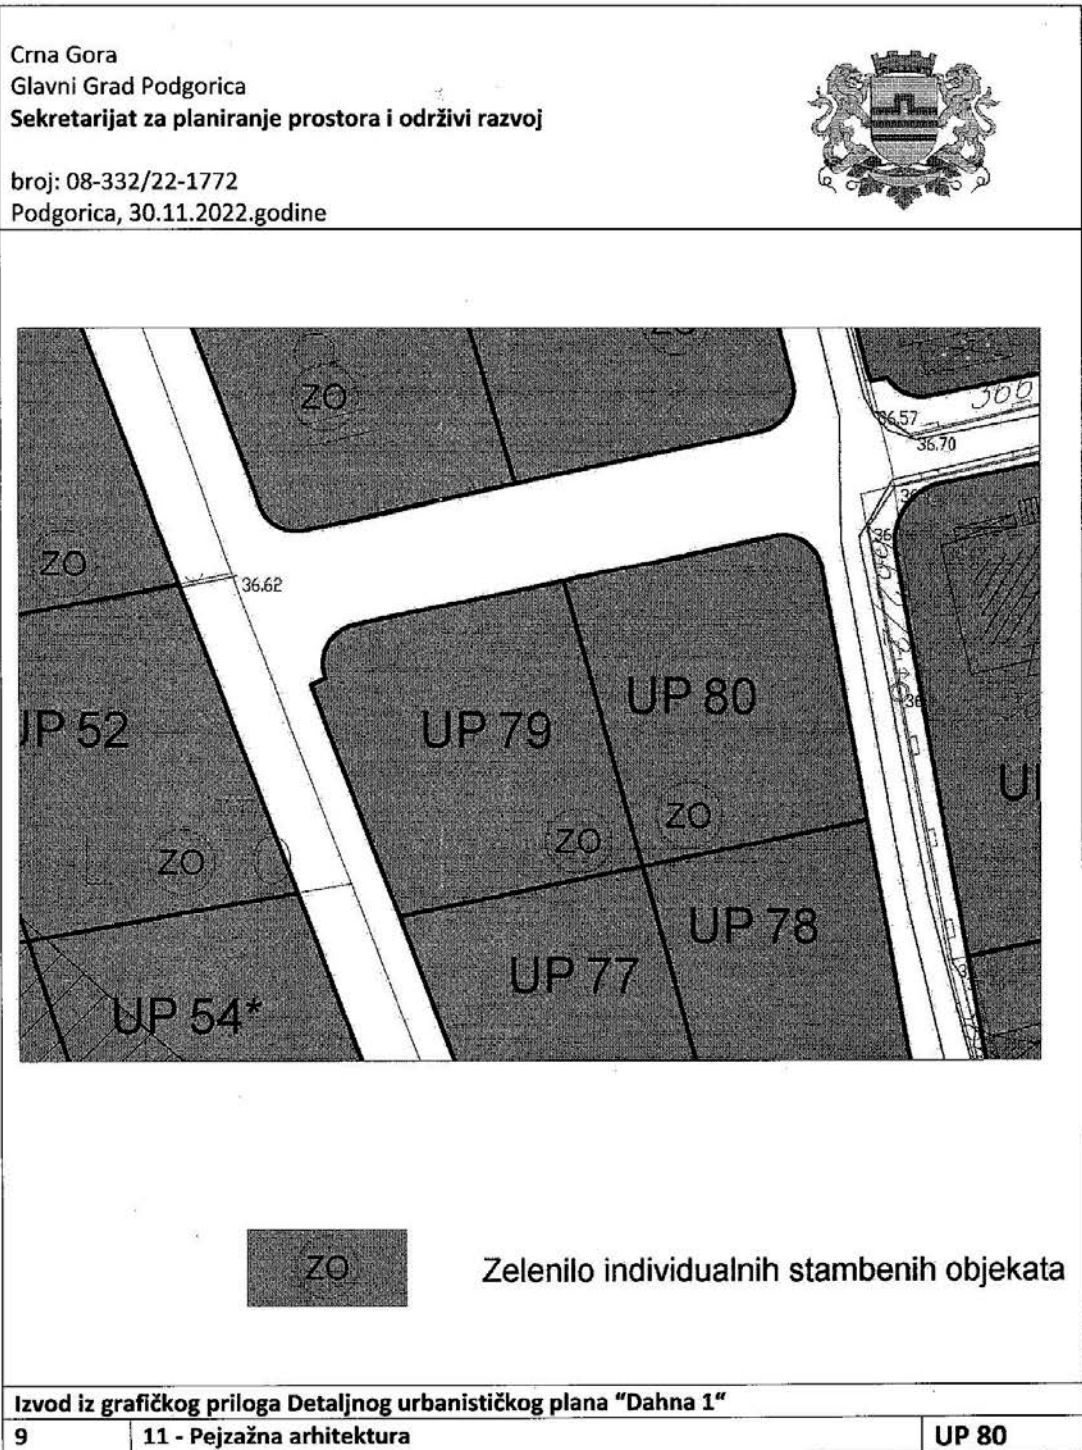 Crna Gora
Glavni Grad Podgorica
Sekretarijat za planiranje prostora i održivi razvoj
broj: 08-332/22-1772
Podgorica, 30.11.2022.godine
ZO
ZO
366
36.57
36.70
ZO
36.62
UP 52
UP 79
UP 80
ZO
ZO
ZO
UP 78
UP 77
UP 54*
ZO
Zelenilo individualnih stambenih objekata
Izvod iz grafičkog priloga Detaljnog urbanističkog plana “Dahna 1“
9 11 - Pejzažna arhitektura UP 80